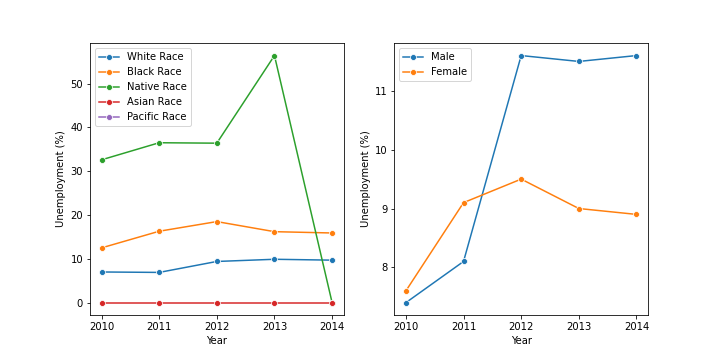 White Race
Black Race
Native Race
Asian Race
Pacific Race
Unemployment (%)
50
40
30
20
10
0
2010 2011 2012 2013 2014
Year
Male
Female
Unemployment (%)
11
10
9
8
2010 2011 2012 2013 2014
Year